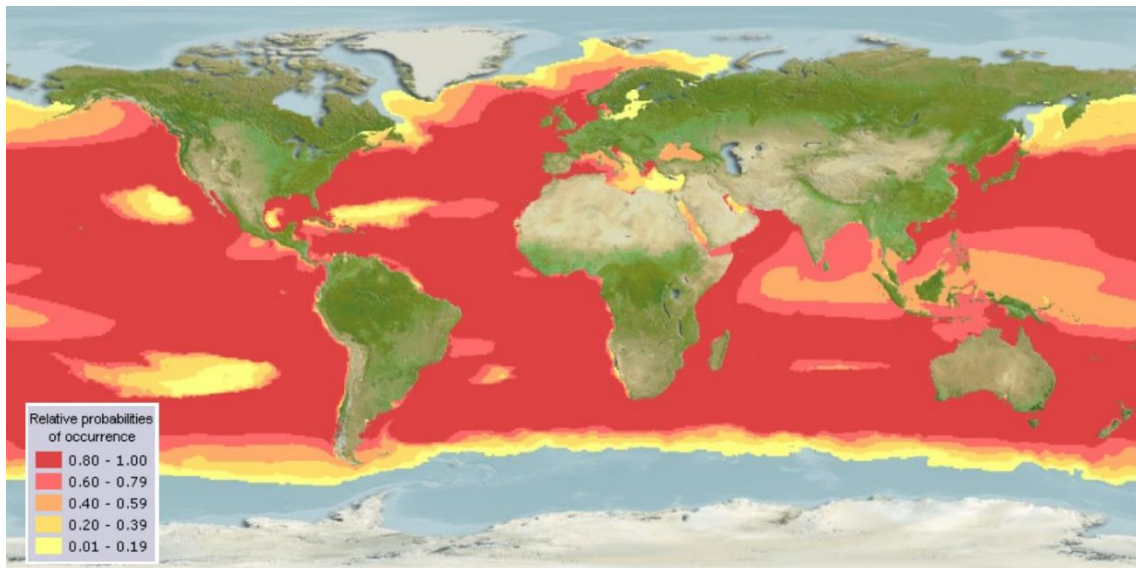 Relative probabilities
of occurrence
0.80 - 1.00
0.60 - 0.79
0.40 - 0.59
0.20 - 0.39
0.01 - 0.19